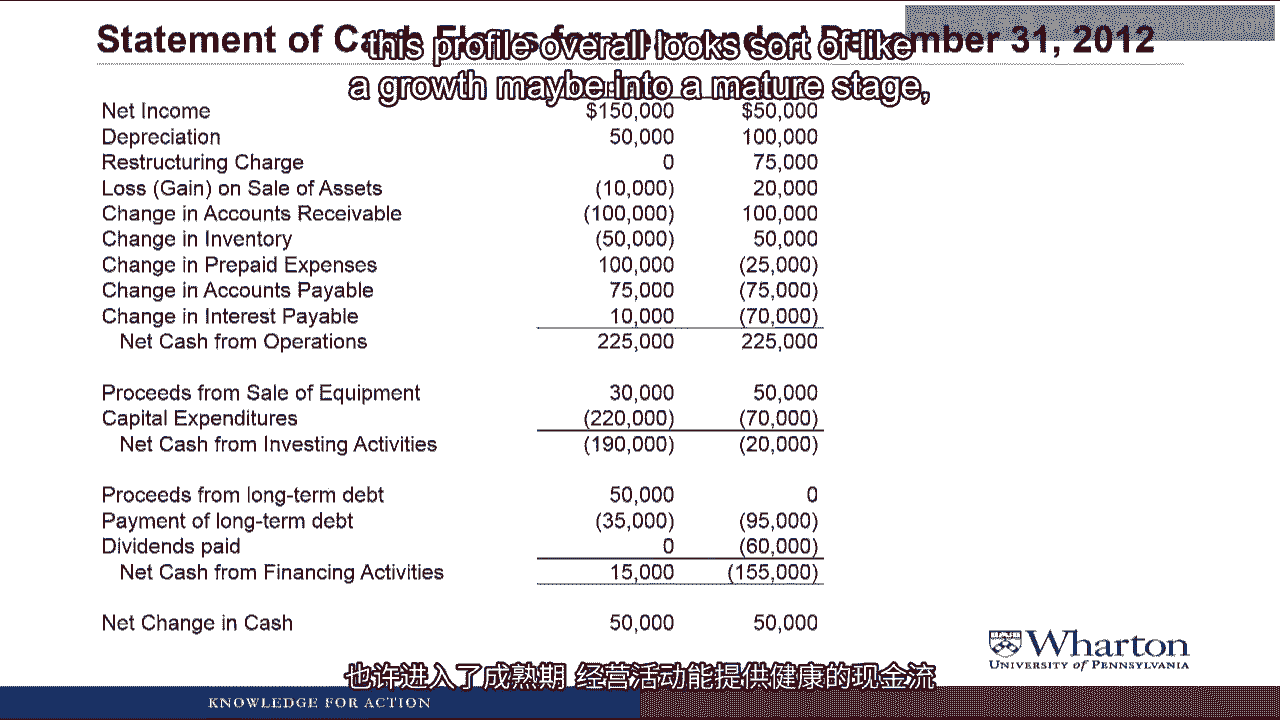 Statement of Cash Flows for year ended December 31, 2012
this profile overall looks sort of like
a growth maybe into a mature stage,
Net Income $150,000 $50,000
Depreciation 50,000 100,000
Restructuring Charge 0 75,000
Loss (Gain) on Sale of Assets (10,000) 20,000
Change in Accounts Receivable (100,000) 100,000
Change in Inventory (50,000) 50,000
Change in Prepaid Expenses 100,000 (25,000)
Change in Accounts Payable 75,000 (75,000)
Change in Interest Payable 10,000 (70,000)
Net Cash from Operations 225,000 225,000
Proceeds from Sale of Equipment 30,000 50,000
Capital Expenditures (220,000) (70,000)
Net Cash from Investing Activities (190,000) (20,000)
Proceeds from long-term debt 50,000 0
Payment of long-term debt (35,000) (95,000)
Dividends paid 0 (60,000)
Net Cash from Financing Activities 15,000 (155,000)
Net Change in Cash 50,000 50,000
Wharton
UNIVERSITY of PENNSYLVANIA
也许进入了成熟期 经营活动能提供健康的现金流
KNOWLEDGE FOR ACTION